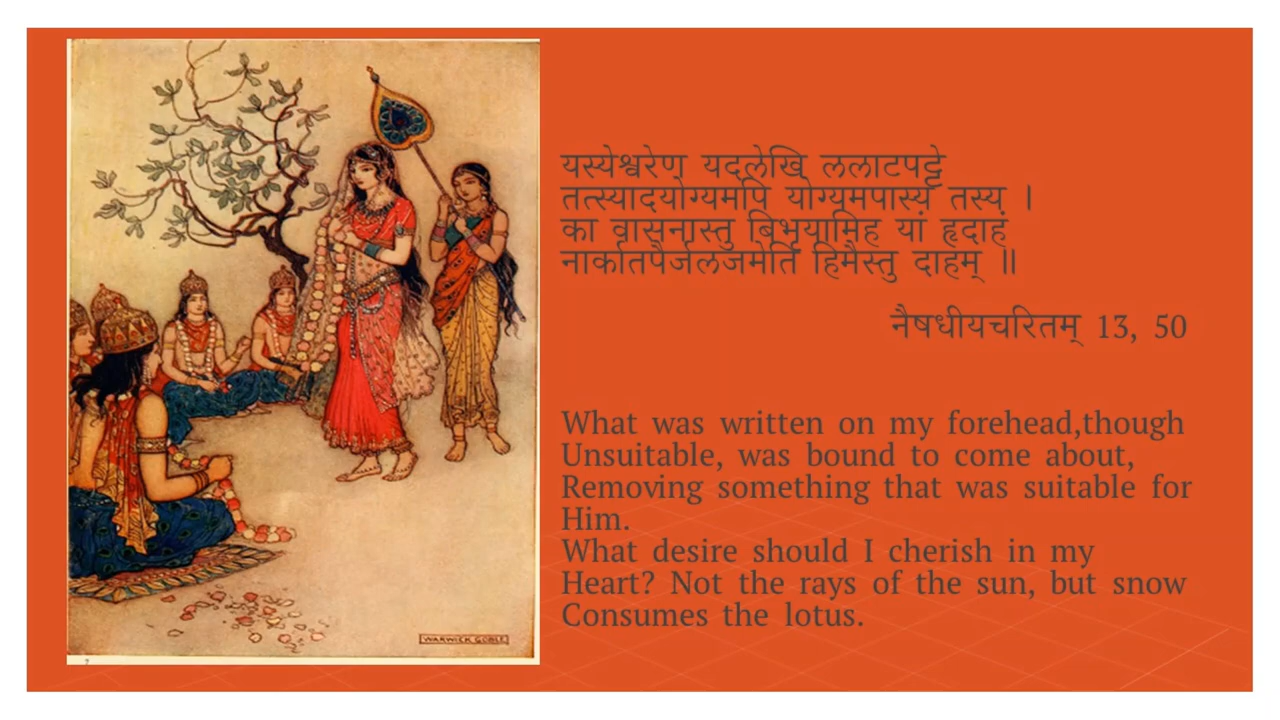 यस्येश्वरेण यदलेखि ललाटपट्टे
तत्स्यादयोग्यमपि योग्यमपास्य तस्य ।
का वासनास्तु बिभृयामिह यां हृदाहं
नार्कातपैर्जलजमेति हिमैस्तु दाहम् ॥
नैषधीयचरितम् 13, 50
What was written on my forehead,though
Unsuitable, was bound to come about,
Removing something that was suitable for
Him.
What desire should I cherish in my
Heart? Not the rays of the sun, but snow
Consumes the lotus.
WARWICK GOBLE